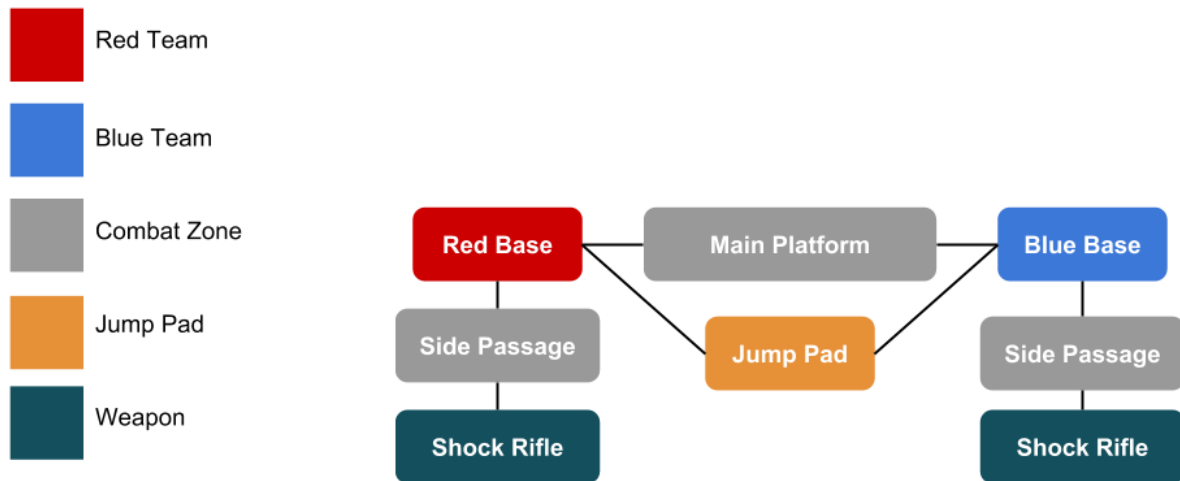 Red Team
Blue Team
Combat Zone
Jump Pad
Weapon
Red Base
Main Platform
Blue Base
Side Passage
Jump Pad
Side Passage
Shock Rifle
Shock Rifle